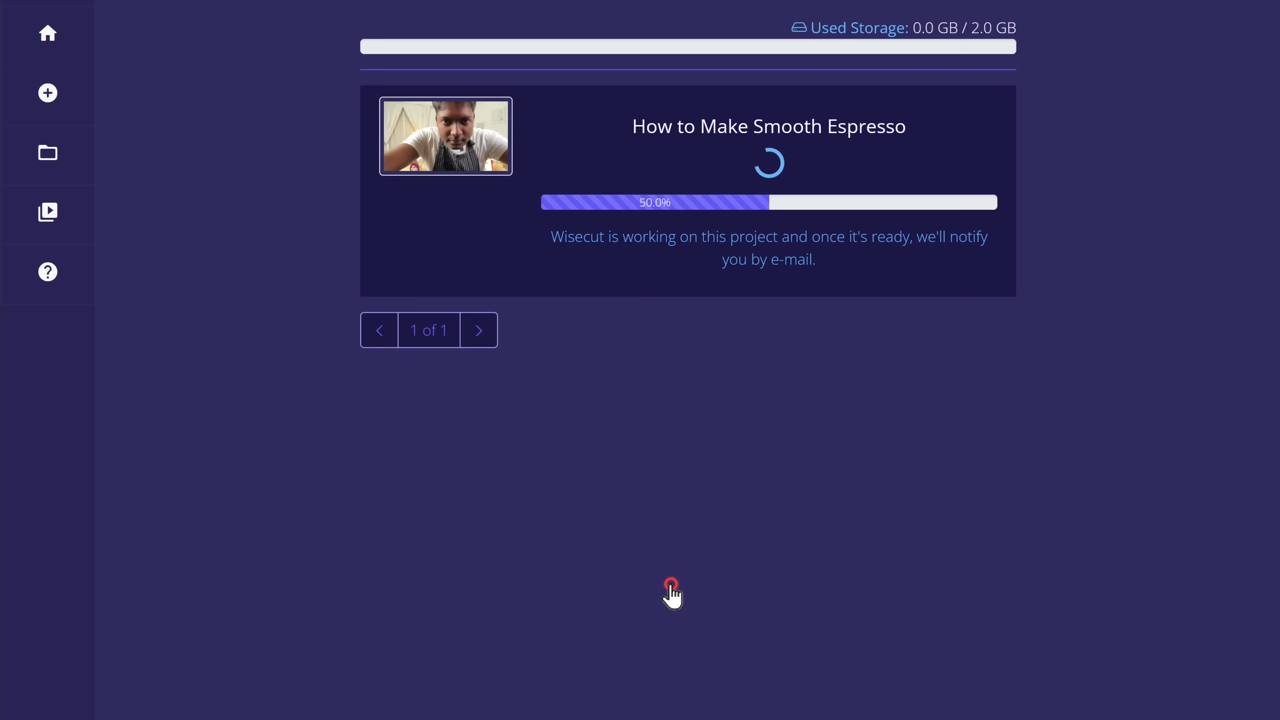 Used Storage: 0.0 GB / 2.0 GB
How to Make Smooth Espresso
50.0%
Wisecut is working on this project and once it's ready, we'll notify
you by e-mail.
1 of 1